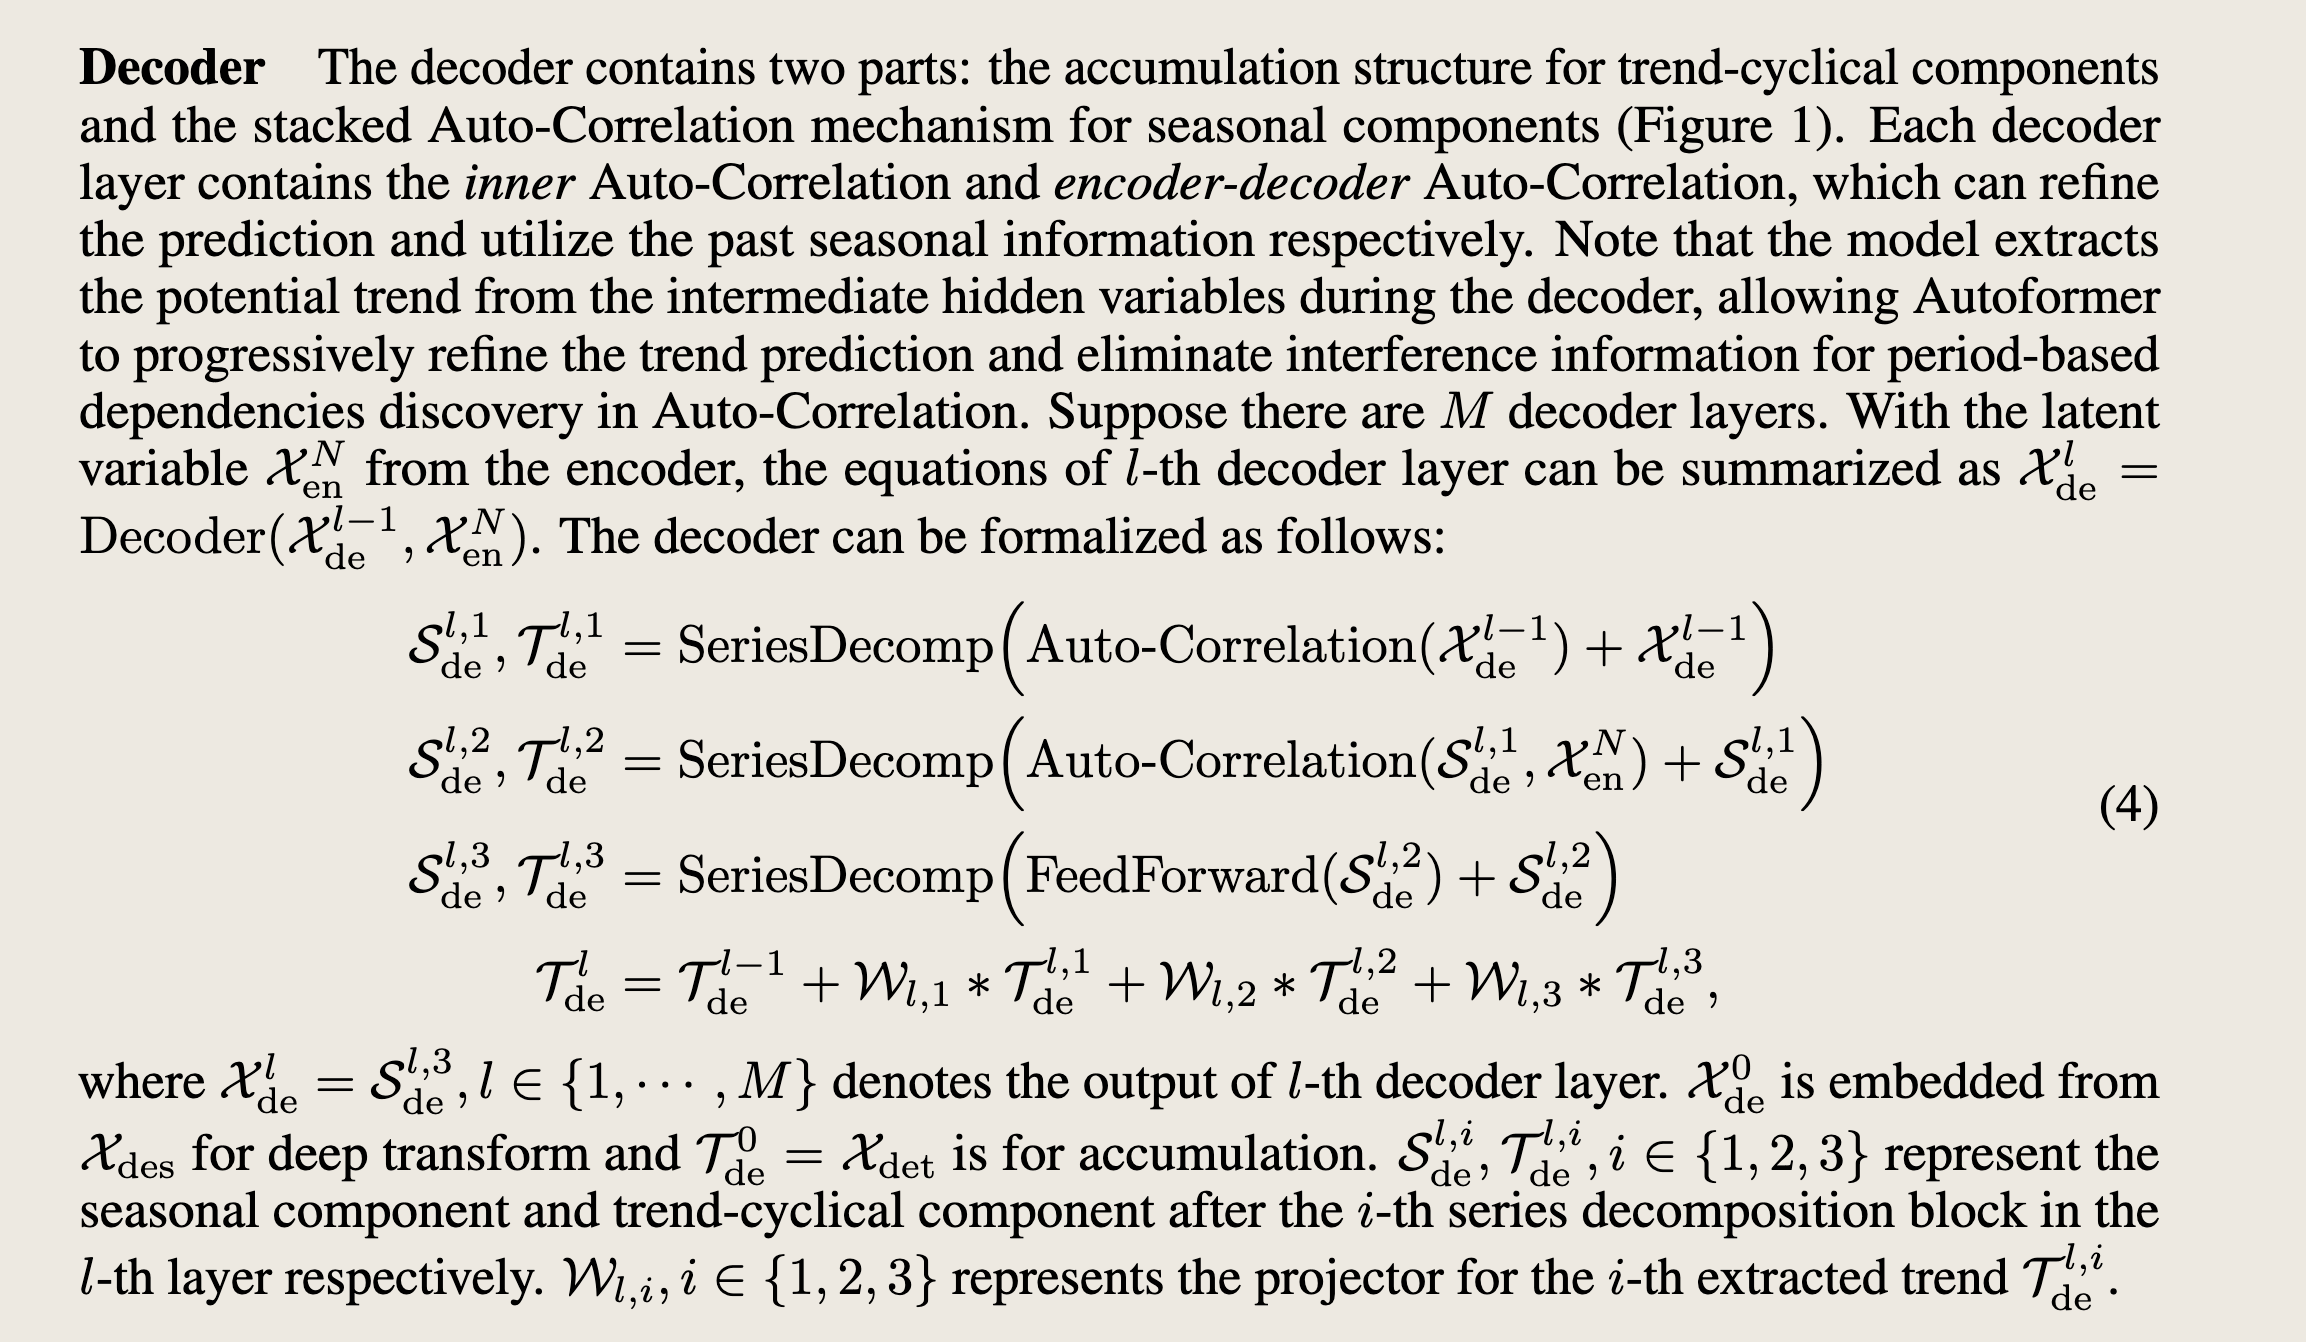 Decoder The decoder contains two parts: the accumulation structure for trend-cyclical components
and the stacked Auto-Correlation mechanism for seasonal components (Figure 1). Each decoder
layer contains the inner Auto-Correlation and encoder-decoder Auto-Correlation, which can refine
the prediction and utilize the past seasonal information respectively. Note that the model extracts
the potential trend from the intermediate hidden variables during the decoder, allowing Autoformer
to progressively refine the trend prediction and eliminate interference information for period-based
dependencies discovery in Auto-Correlation. Suppose there are $M$ decoder layers. With the latent
variable $\mathcal{X}_{\text{en}}^{N}$ from the encoder, the equations of $l$-th decoder layer can be summarized as $\mathcal{X}_{\text{de}}^{l} =$
$\text{Decoder}(\mathcal{X}_{\text{de}}^{l-1}, \mathcal{X}_{\text{en}}^{N})$. The decoder can be formalized as follows:
$\mathcal{S}_{\text{de}}^{l,1}, \mathcal{T}_{\text{de}}^{l,1} = \text{SeriesDecomp}\Big(\text{Auto-Correlation}(\mathcal{X}_{\text{de}}^{l-1}) + \mathcal{X}_{\text{de}}^{l-1}\Big)$
$\mathcal{S}_{\text{de}}^{l,2}, \mathcal{T}_{\text{de}}^{l,2} = \text{SeriesDecomp}\Big(\text{Auto-Correlation}(\mathcal{S}_{\text{de}}^{l,1}, \mathcal{X}_{\text{en}}^{N}) + \mathcal{S}_{\text{de}}^{l,1}\Big)$
(4)
$\mathcal{S}_{\text{de}}^{l,3}, \mathcal{T}_{\text{de}}^{l,3} = \text{SeriesDecomp}\Big(\text{FeedForward}(\mathcal{S}_{\text{de}}^{l,2}) + \mathcal{S}_{\text{de}}^{l,2}\Big)$
$\mathcal{T}_{\text{de}}^{l} = \mathcal{T}_{\text{de}}^{l-1} + \mathcal{W}_{l,1} * \mathcal{T}_{\text{de}}^{l,1} + \mathcal{W}_{l,2} * \mathcal{T}_{\text{de}}^{l,2} + \mathcal{W}_{l,3} * \mathcal{T}_{\text{de}}^{l,3},$
where $\mathcal{X}_{\text{de}}^{l} = \mathcal{S}_{\text{de}}^{l,3}, l \in \{1, \cdots, M\}$ denotes the output of $l$-th decoder layer. $\mathcal{X}_{\text{de}}^{0}$ is embedded from
$\mathcal{X}_{\text{des}}$ for deep transform and $\mathcal{T}_{\text{de}}^{0} = \mathcal{X}_{\text{det}}$ is for accumulation. $\mathcal{S}_{\text{de}}^{l,i}, \mathcal{T}_{\text{de}}^{l,i}, i \in \{1, 2, 3\}$ represent the
seasonal component and trend-cyclical component after the $i$-th series decomposition block in the
$l$-th layer respectively. $\mathcal{W}_{l,i}, i \in \{1, 2, 3\}$ represents the projector for the $i$-th extracted trend $\mathcal{T}_{\text{de}}^{l,i}$.